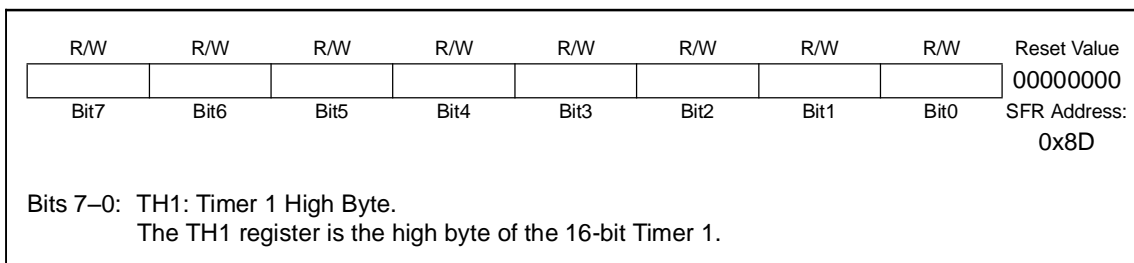 R/W R/W R/W R/W R/W R/W R/W R/W Reset Value
00000000
Bit7 Bit6 Bit5 Bit4 Bit3 Bit2 Bit1 Bit0 SFR Address:
0x8D
Bits 7–0: TH1: Timer 1 High Byte.
The TH1 register is the high byte of the 16-bit Timer 1.